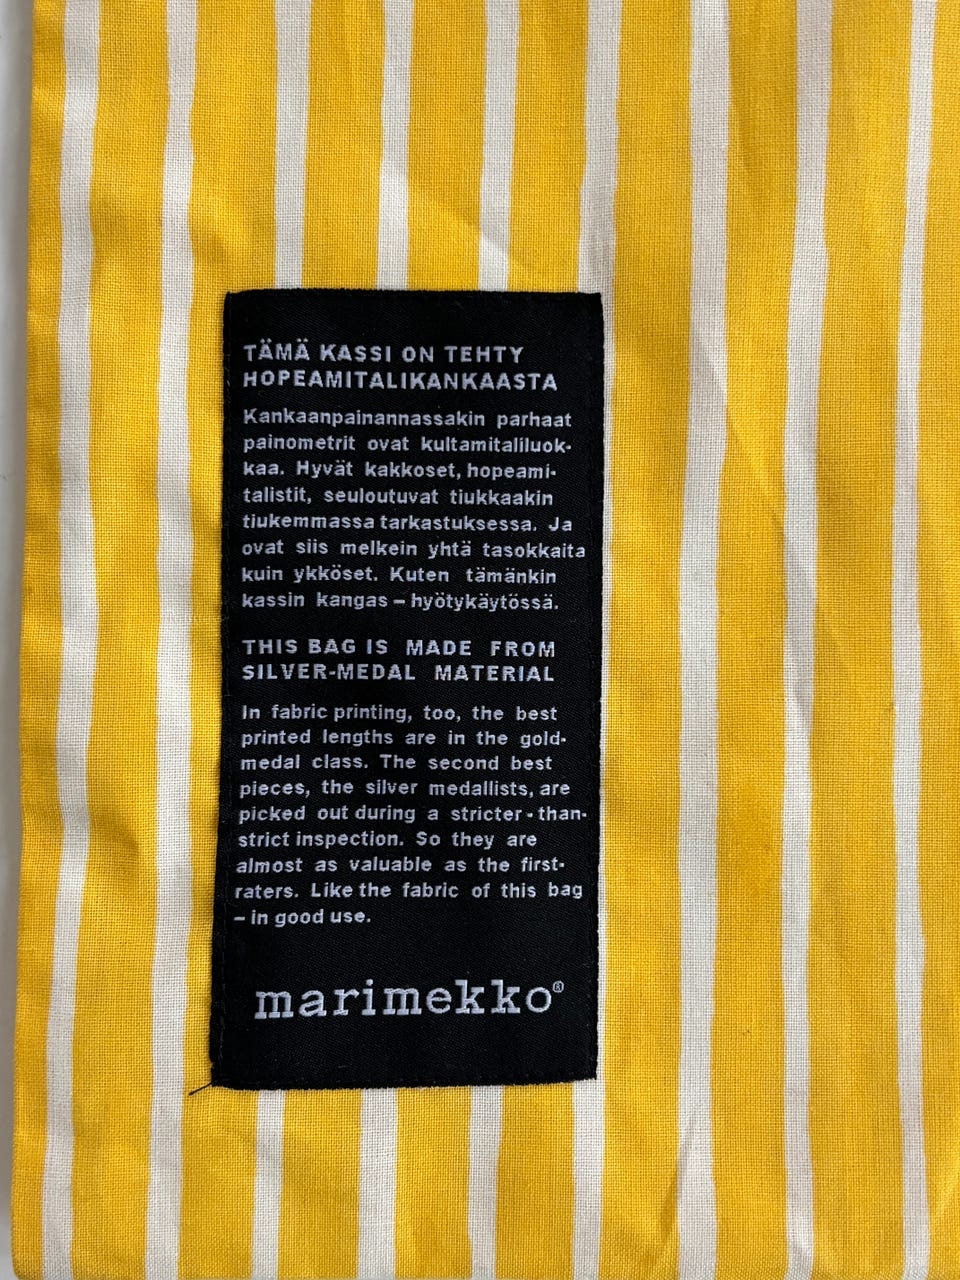 TÄMÄ KASSI ON TEHTY
HOPEAMITALIKANKAASTA
Kankaanpainannassakin parhaat
painometrit ovat kultamitaliluok-
kaa. Hyvät kakkoset, hopeami-
talistit, seuloutuvat tiukkaakin
tiukemmassa tarkastuksessa. Ja
ovat siis melkein yhtä tasokkaita
kuin ykköset. Kuten tämänkin
kassin kangas – hyötykäytössä.
THIS BAG IS MADE FROM
SILVER-MEDAL MATERIAL
In fabric printing, too, the best
printed lengths are in the gold-
medal class. The second best
pieces, the silver medallists, are
picked out during a stricter - than-
strict inspection. So they are
almost as valuable as the first-
raters. Like the fabric of this bag
– in good use.
marimekko®